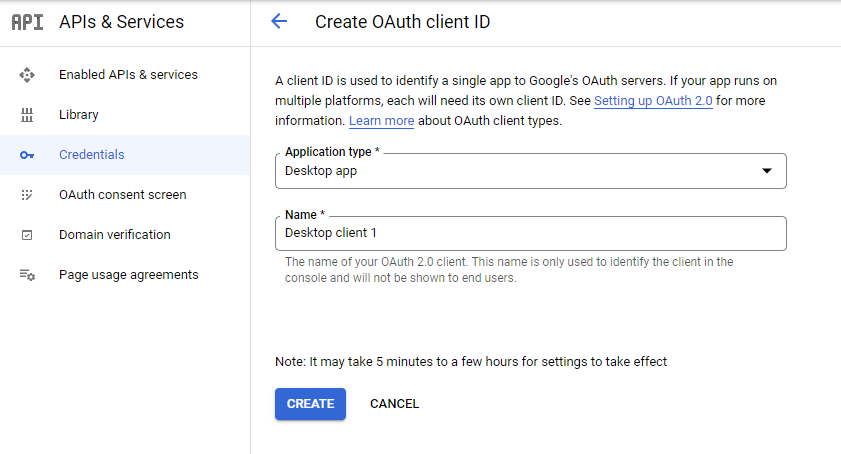 API APIs & Services
Enabled APIs & services
Library
Credentials
OAuth consent screen
Domain verification
Page usage agreements
Create OAuth client ID
A client ID is used to identify a single app to Google's OAuth servers. If your app runs on
multiple platforms, each will need its own client ID. See Setting up OAuth 2.0 for more
information. Learn more about OAuth client types.
Application type *
Desktop app
Name *
Desktop client 1
The name of your OAuth 2.0 client. This name is only used to identify the client in the
console and will not be shown to end users.
Note: It may take 5 minutes to a few hours for settings to take effect
CREATE CANCEL